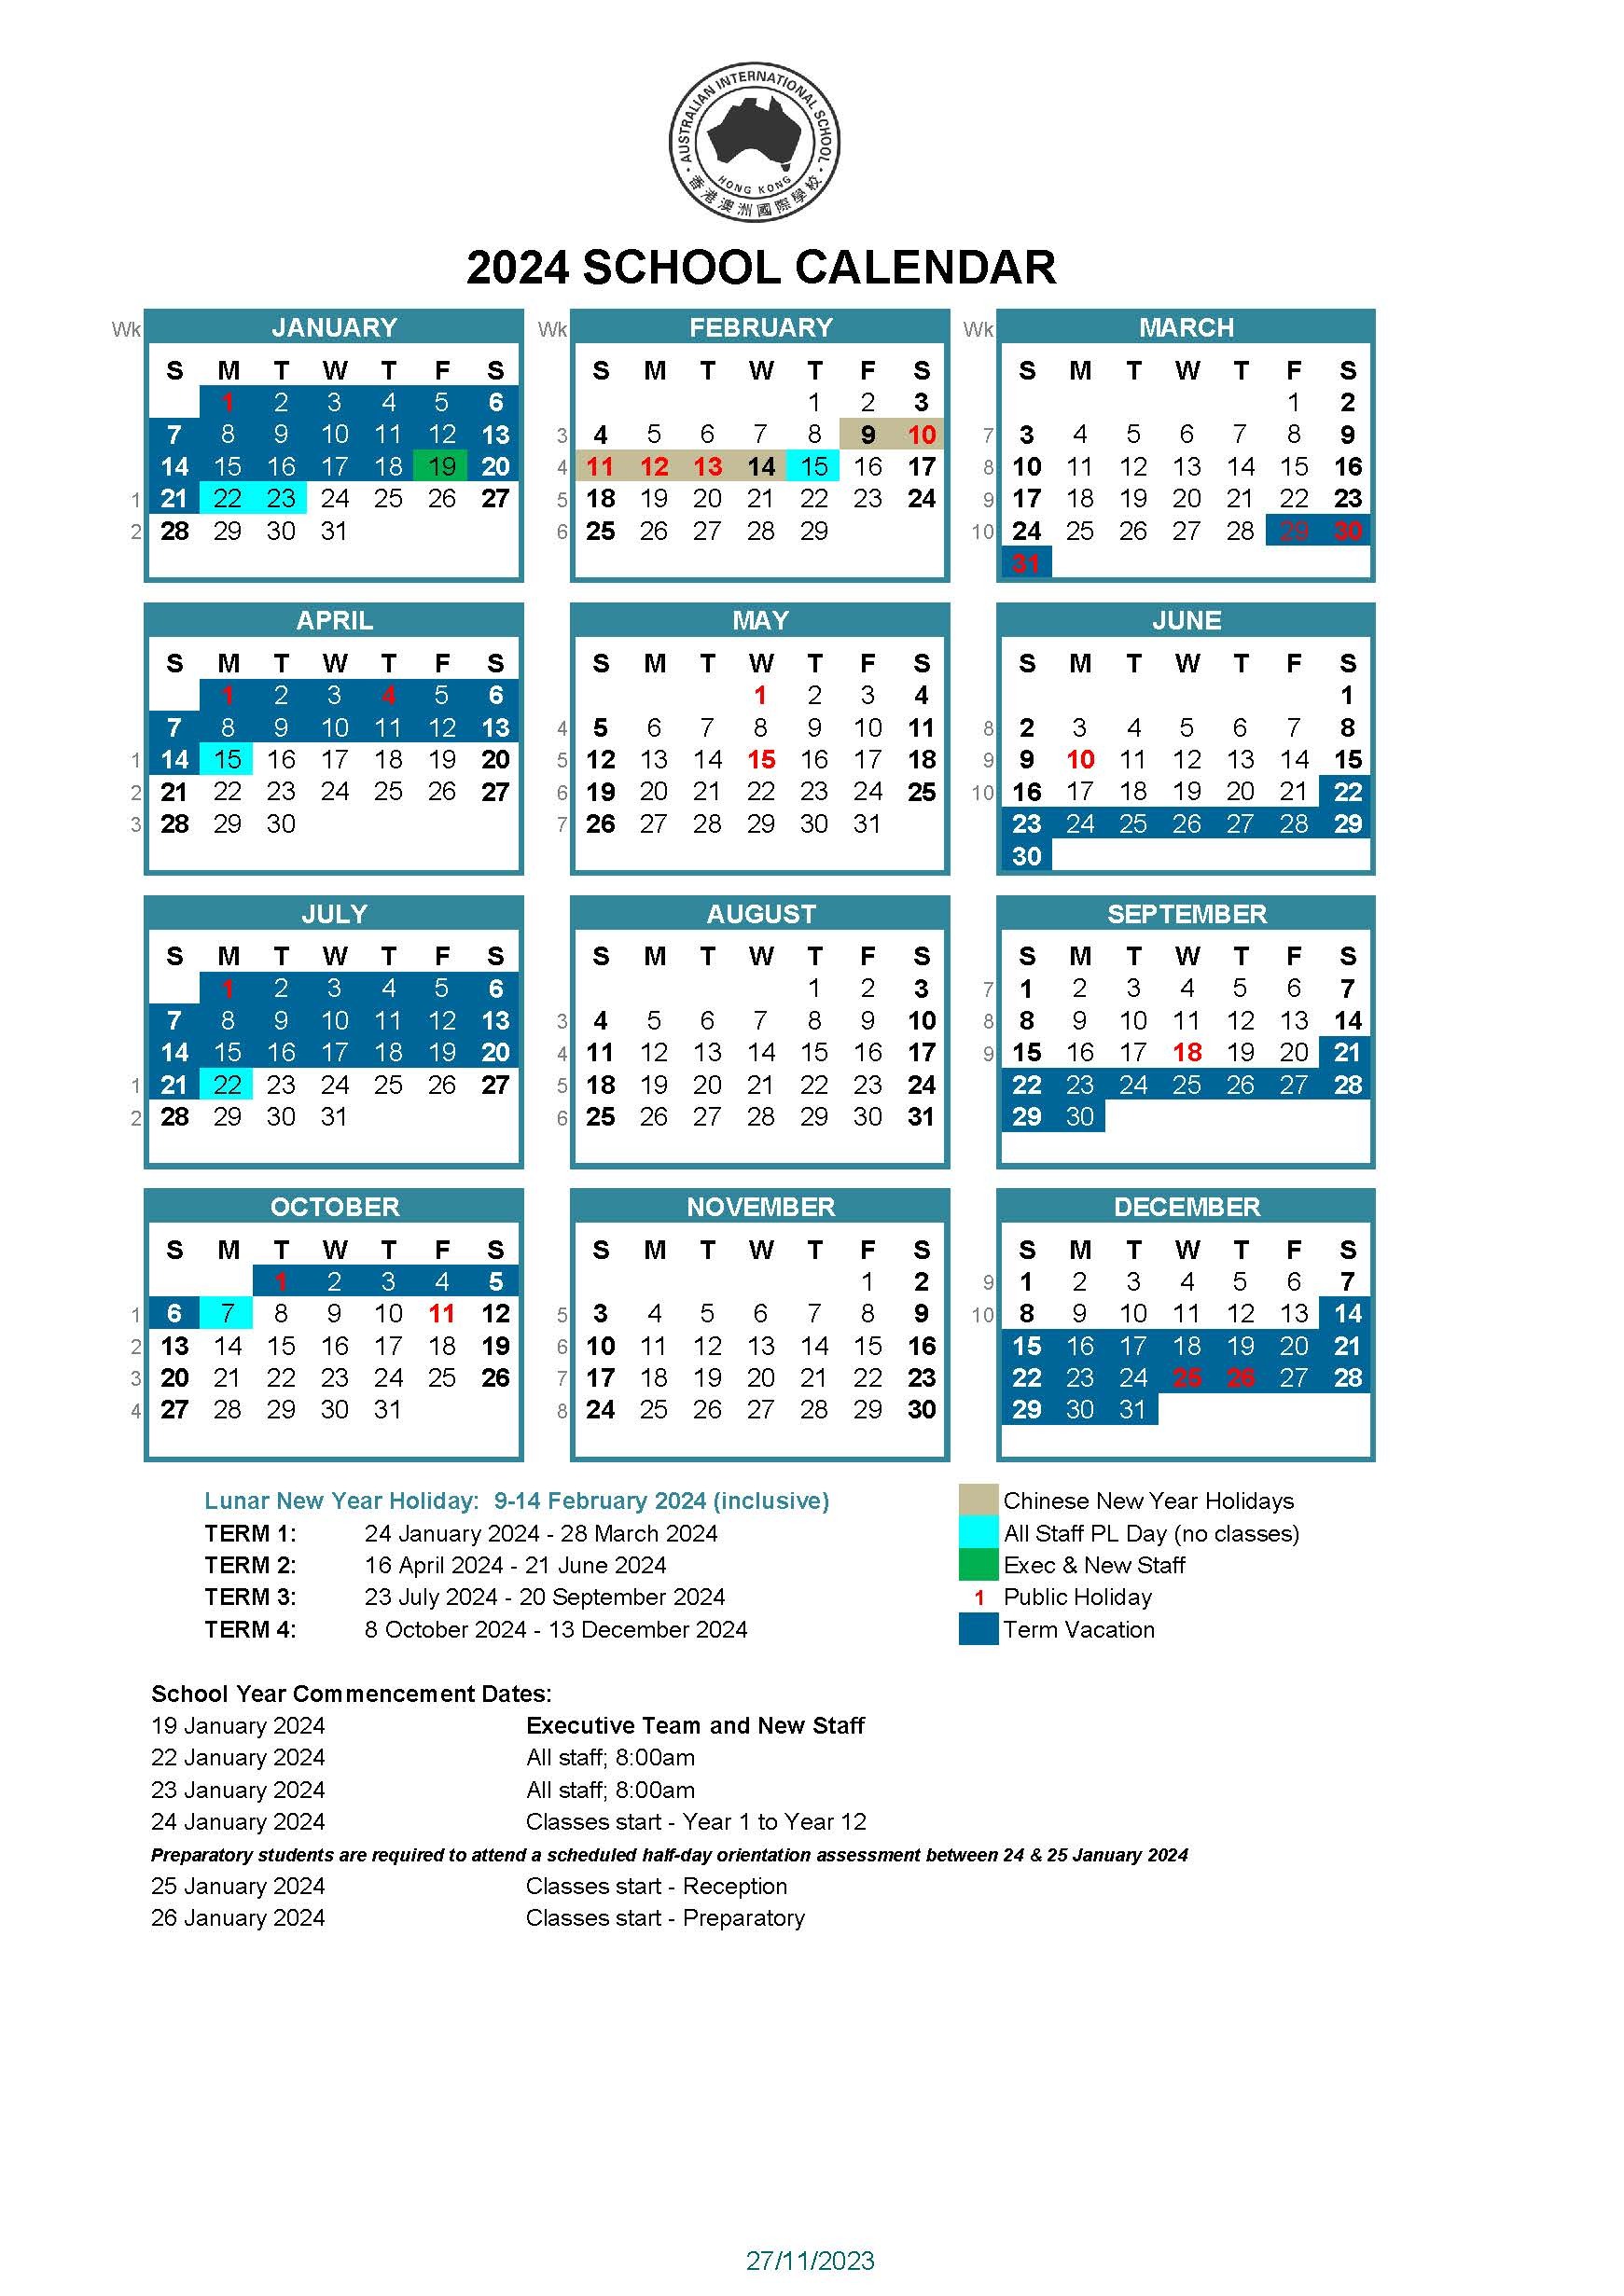 AUSTRALIAN INTERNATIONAL SCHOOL
HONG KONG
香港澳洲國際學校
2024 SCHOOL CALENDAR
Wk JANUARY
S M T W T F S
1 2 3 4 5 6
7 8 9 10 11 12 13
14 15 16 17 18 19 20
1 21 22 23 24 25 26 27
2 28 29 30 31
Wk FEBRUARY
S M T W T F S
1 2 3
3 4 5 6 7 8 9 10
4 11 12 13 14 15 16 17
5 18 19 20 21 22 23 24
6 25 26 27 28 29
Wk MARCH
S M T W T F S
1 2
7 3 4 5 6 7 8 9
8 10 11 12 13 14 15 16
9 17 18 19 20 21 22 23
10 24 25 26 27 28 29 30
31
APRIL
S M T W T F S
1 2 3 4 5 6
7 8 9 10 11 12 13
1 14 15 16 17 18 19 20
2 21 22 23 24 25 26 27
3 28 29 30
MAY
S M T W T F S
1 2 3 4
4 5 6 7 8 9 10 11
5 12 13 14 15 16 17 18
6 19 20 21 22 23 24 25
7 26 27 28 29 30 31
JUNE
S M T W T F S
1
8 2 3 4 5 6 7 8
9 9 10 11 12 13 14 15
10 16 17 18 19 20 21 22
23 24 25 26 27 28 29
30
JULY
S M T W T F S
1 2 3 4 5 6
7 8 9 10 11 12 13
14 15 16 17 18 19 20
1 21 22 23 24 25 26 27
2 28 29 30 31
AUGUST
S M T W T F S
1 2 3
3 4 5 6 7 8 9 10
4 11 12 13 14 15 16 17
5 18 19 20 21 22 23 24
6 25 26 27 28 29 30 31
SEPTEMBER
S M T W T F S
7 1 2 3 4 5 6 7
8 8 9 10 11 12 13 14
9 15 16 17 18 19 20 21
22 23 24 25 26 27 28
29 30
OCTOBER
S M T W T F S
1 2 3 4 5
1 6 7 8 9 10 11 12
2 13 14 15 16 17 18 19
3 20 21 22 23 24 25 26
4 27 28 29 30 31
NOVEMBER
S M T W T F S
1 2
5 3 4 5 6 7 8 9
6 10 11 12 13 14 15 16
7 17 18 19 20 21 22 23
8 24 25 26 27 28 29 30
DECEMBER
S M T W T F S
9 1 2 3 4 5 6 7
10 8 9 10 11 12 13 14
15 16 17 18 19 20 21
22 23 24 25 26 27 28
29 30 31
Lunar New Year Holiday: 9-14 February 2024 (inclusive)
TERM 1: 24 January 2024 - 28 March 2024
TERM 2: 16 April 2024 - 21 June 2024
TERM 3: 23 July 2024 - 20 September 2024
TERM 4: 8 October 2024 - 13 December 2024
Chinese New Year Holidays
All Staff PL Day (no classes)
Exec & New Staff
1 Public Holiday
Term Vacation
School Year Commencement Dates:
19 January 2024 Executive Team and New Staff
22 January 2024 All staff; 8:00am
23 January 2024 All staff; 8:00am
24 January 2024 Classes start - Year 1 to Year 12
Preparatory students are required to attend a scheduled half-day orientation assessment between 24 & 25 January 2024
25 January 2024 Classes start - Reception
26 January 2024 Classes start - Preparatory
27/11/2023